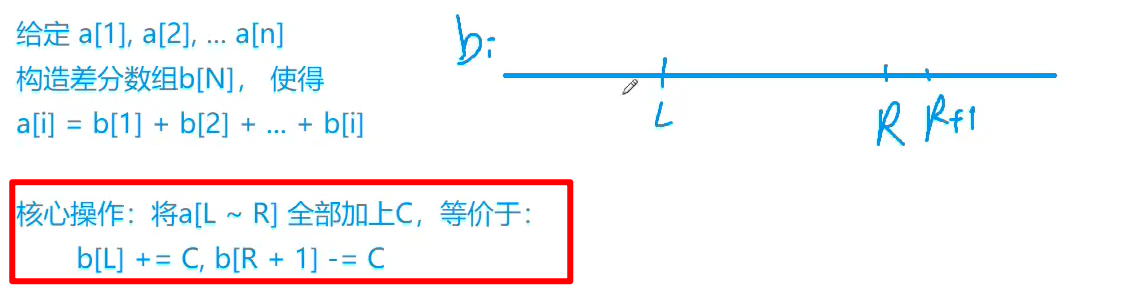 给定 a[1], a[2], ... a[n]
构造差分数组b[N]， 使得
a[i] = b[1] + b[2] + ... + b[i]
核心操作：将a[L ~ R] 全部加上C，等价于：
b[L] += C, b[R + 1] -= C
bi
L
R
R+1